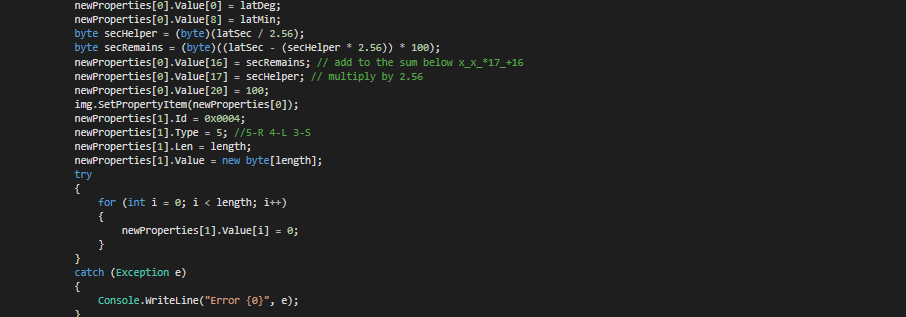 newProperties[0].Value[0] = latDeg;
newProperties[0].Value[8] = latMin;
byte secHelper = (byte)(latSec / 2.56);
byte secRemains = (byte)((latSec - (secHelper * 2.56)) * 100);
newProperties[0].Value[16] = secRemains; // add to the sum below x_x_*17_+16
newProperties[0].Value[17] = secHelper; // multiply by 2.56
newProperties[0].Value[20] = 100;
img.SetPropertyItem(newProperties[0]);
newProperties[1].Id = 0x0004;
newProperties[1].Type = 5; //5-R 4-L 3-S
newProperties[1].Len = length;
newProperties[1].Value = new byte[length];
try
{
for (int i = 0; i < length; i++)
{
newProperties[1].Value[i] = 0;
}
}
catch (Exception e)
{
Console.WriteLine("Error {0}", e);
}